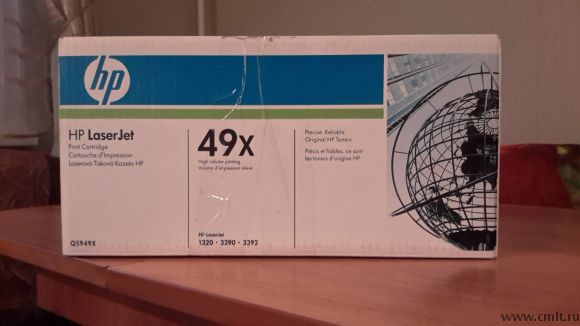 hp
HP LaserJet
Print Cartridge
Cartouche d'Impression
Laserová Tisková Kazeta HP
Q5949X
49X
High volume printing
Volume d'impression élevé
HP LaserJet
1320 · 3390 · 3392
Precise. Reliable.
Original HP Toners.
Précis et fiables, ce sont
les toners d'origine HP.
www.cmlt.ru